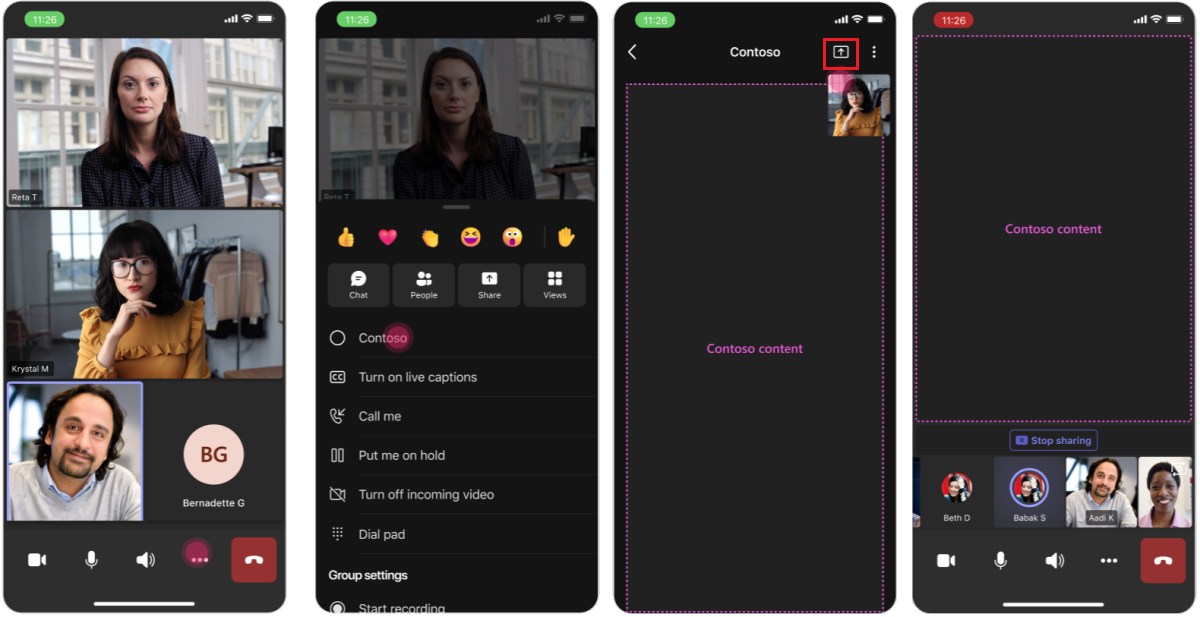 11:26
Reta T
Krystal M
BG
Bernadette G
11:26
Reta T
Chat
People
Share
Views
Contoso
CC
Turn on live captions
Call me
Put me on hold
Turn off incoming video
Dial pad
Group settings
Start recording
11:26
Contoso
Contoso content
11:26
Contoso content
Stop sharing
Beth D
Babak S
Aadi K